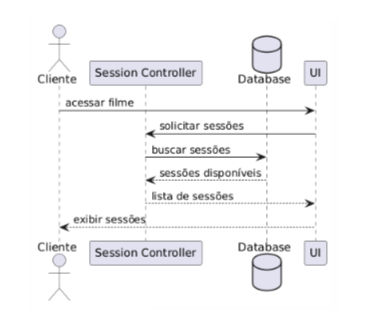 Cliente
Session Controller
Database
UI
acessar filme
solicitar sessões
buscar sessões
sessões disponíveis
lista de sessões
exibir sessões
Cliente
Session Controller
Database
UI